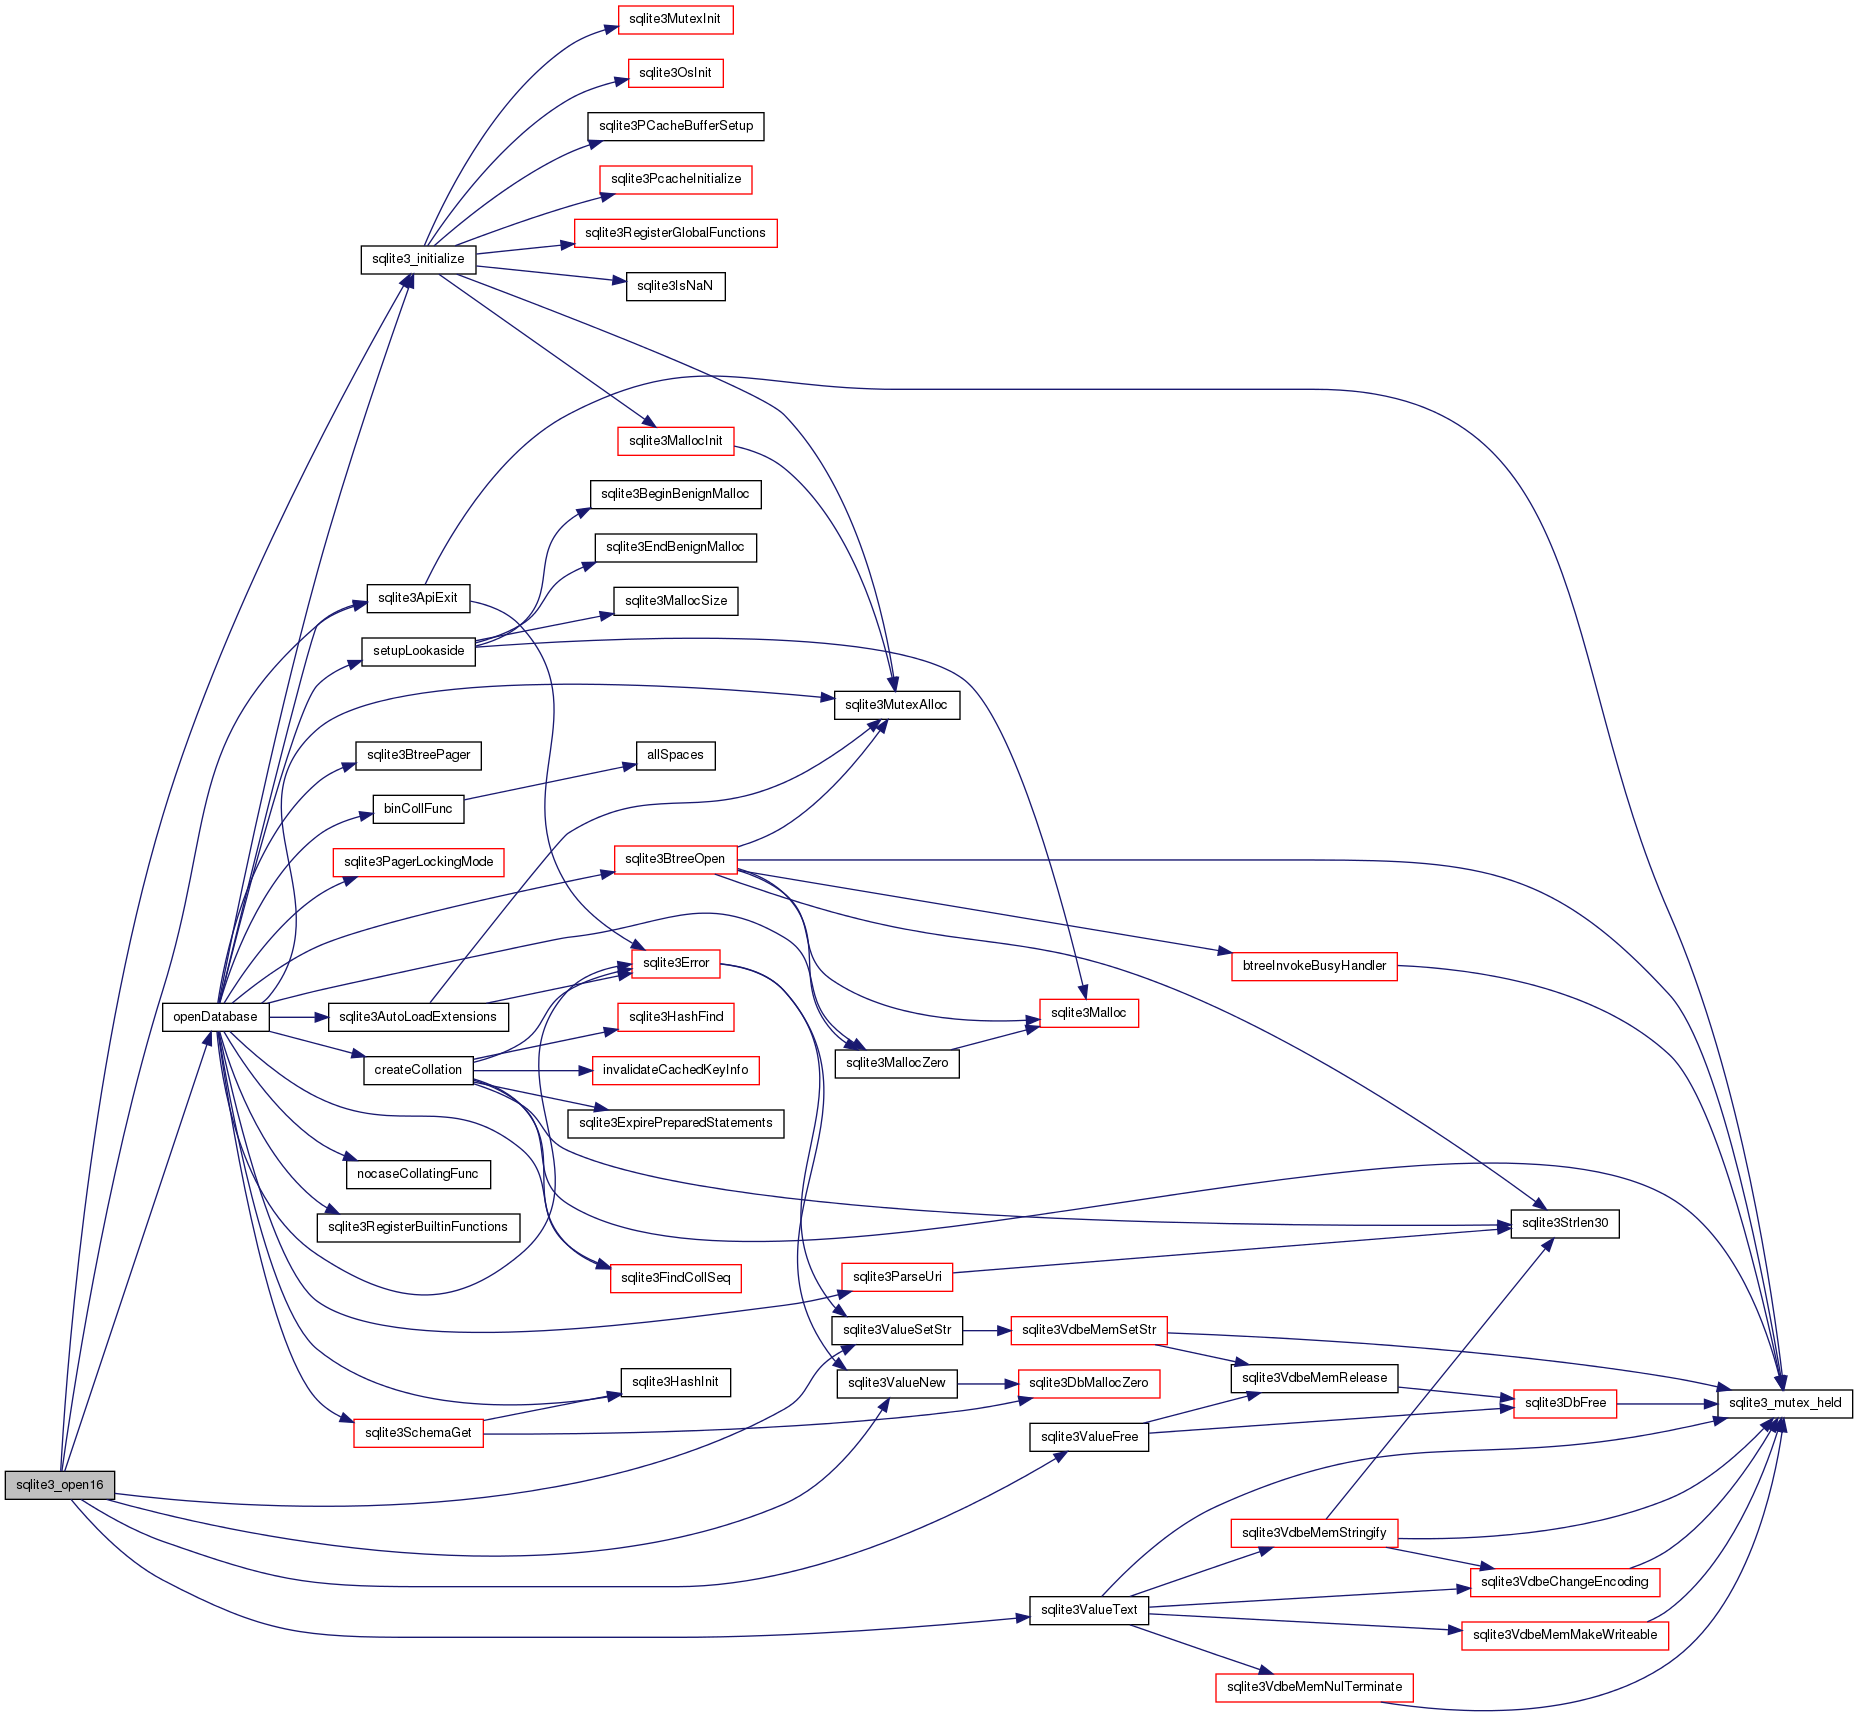 sqlite3MutexInit
sqlite3OsInit
sqlite3PCacheBufferSetup
sqlite3PcacheInitialize
sqlite3RegisterGlobalFunctions
sqlite3_initialize
sqlite3IsNaN
sqlite3MallocInit
sqlite3BeginBenignMalloc
sqlite3EndBenignMalloc
sqlite3ApiExit
sqlite3MallocSize
setupLookaside
sqlite3MutexAlloc
sqlite3BtreePager
allSpaces
binCollFunc
sqlite3PagerLockingMode
sqlite3BtreeOpen
sqlite3Error
btreeInvokeBusyHandler
openDatabase
sqlite3AutoLoadExtensions
sqlite3HashFind
sqlite3Malloc
createCollation
invalidateCachedKeyInfo
sqlite3MallocZero
sqlite3ExpirePreparedStatements
nocaseCollatingFunc
sqlite3RegisterBuiltinFunctions
sqlite3Strlen30
sqlite3FindCollSeq
sqlite3ParseUri
sqlite3ValueSetStr
sqlite3VdbeMemSetStr
sqlite3HashInit
sqlite3ValueNew
sqlite3DbMallocZero
sqlite3VdbeMemRelease
sqlite3DbFree
sqlite3_mutex_held
sqlite3SchemaGet
sqlite3ValueFree
sqlite3_open16
sqlite3VdbeMemStringify
sqlite3VdbeChangeEncoding
sqlite3ValueText
sqlite3VdbeMemMakeWriteable
sqlite3VdbeMemNulTerminate